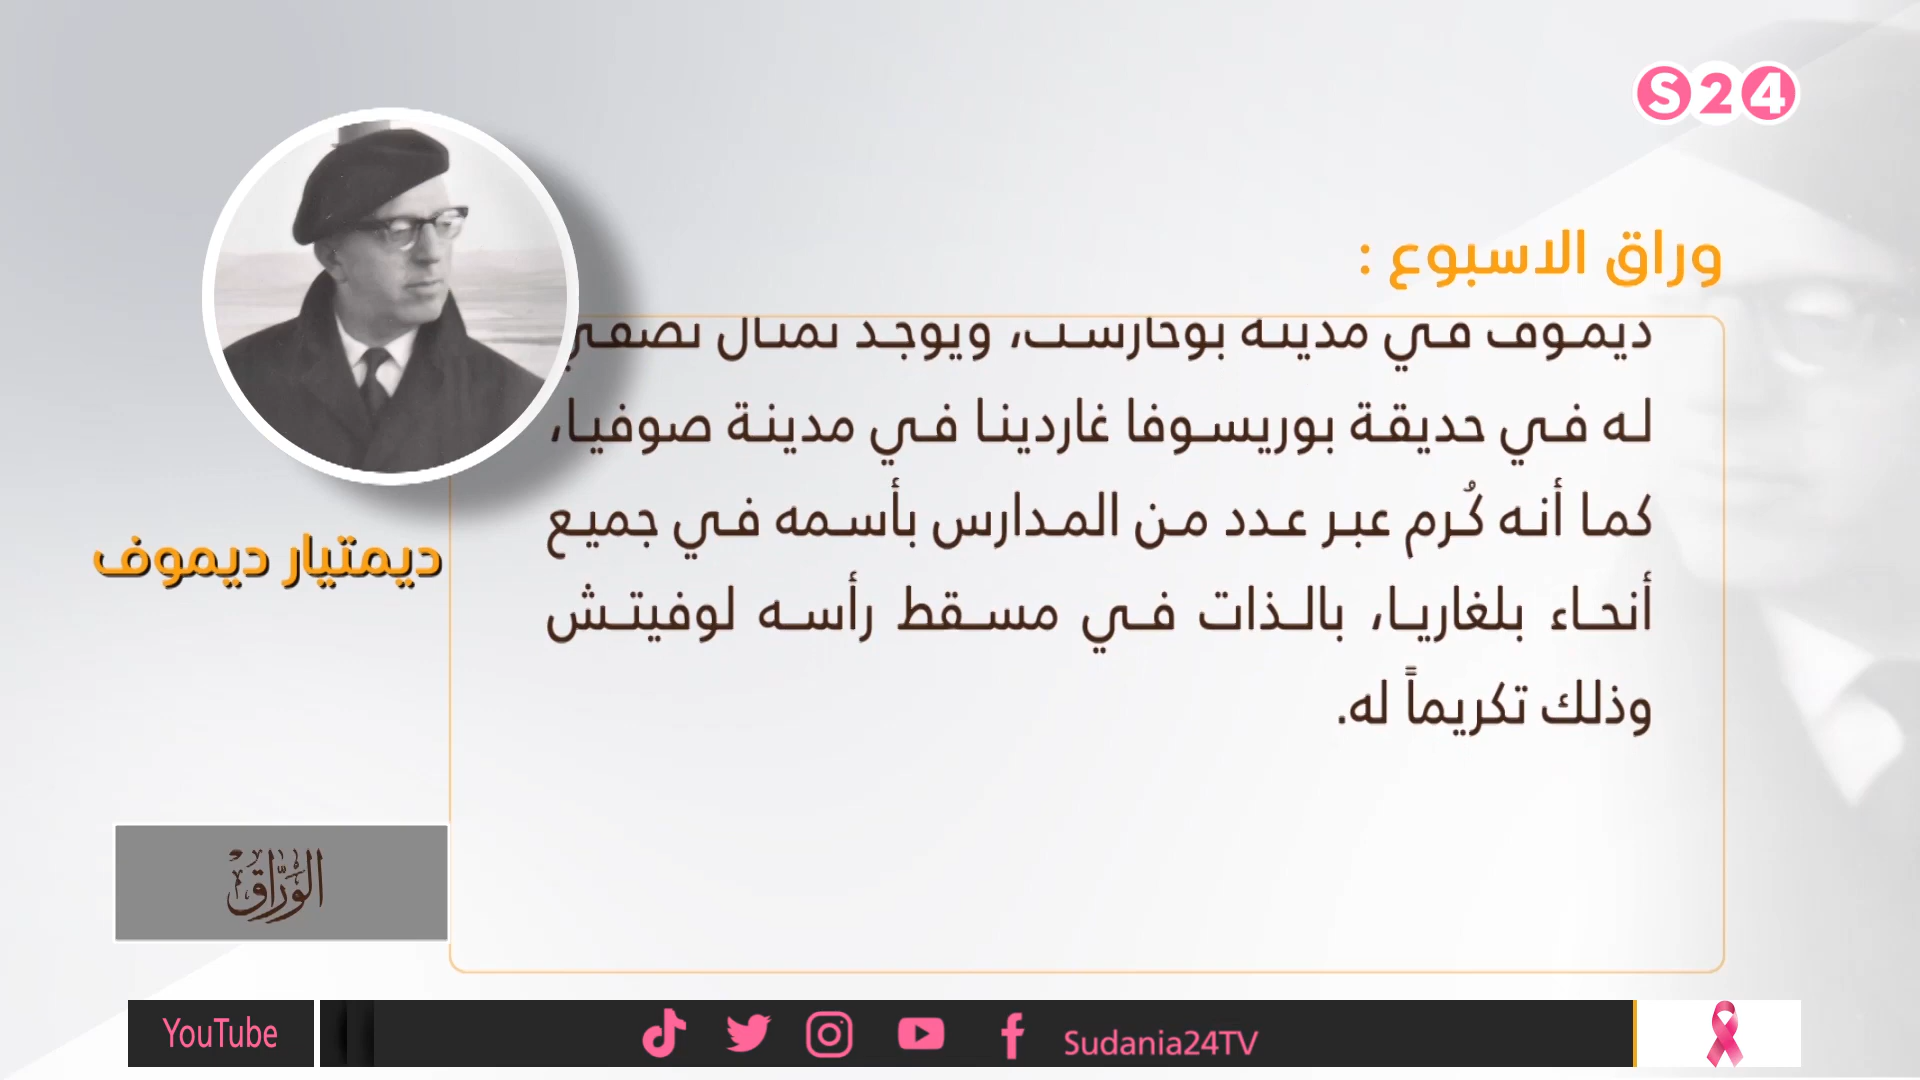 S24
وراق الاسبوع :
ديموف في مدينة بوخارست، ويوجد تمثال نصفي
له في حديقة بوريسوفا غاردينا في مدينة صوفيا،
كما أنه كُرم عبر عدد من المدارس بأسمه في جميع
أنحاء بلغاريا، بالذات في مسقط رأسه لوفيتش
وذلك تكريماً له.
ديمتيار ديموف
الورّاق
YouTube
Sudania24TV